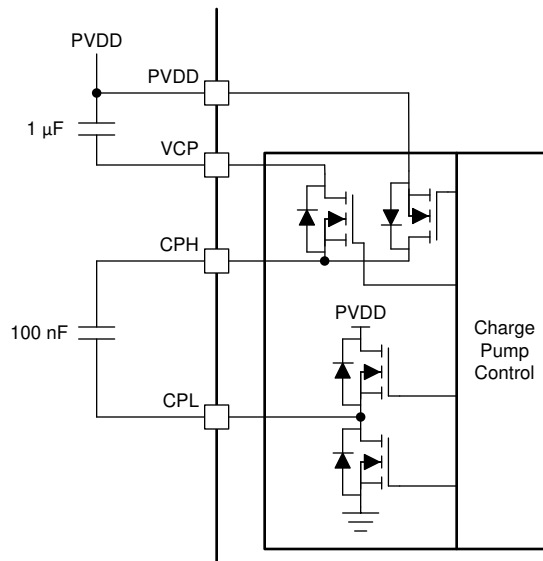 PVDD
PVDD
1 µF
VCP
CPH
PVDD
Charge
Pump
Control
100 nF
CPL